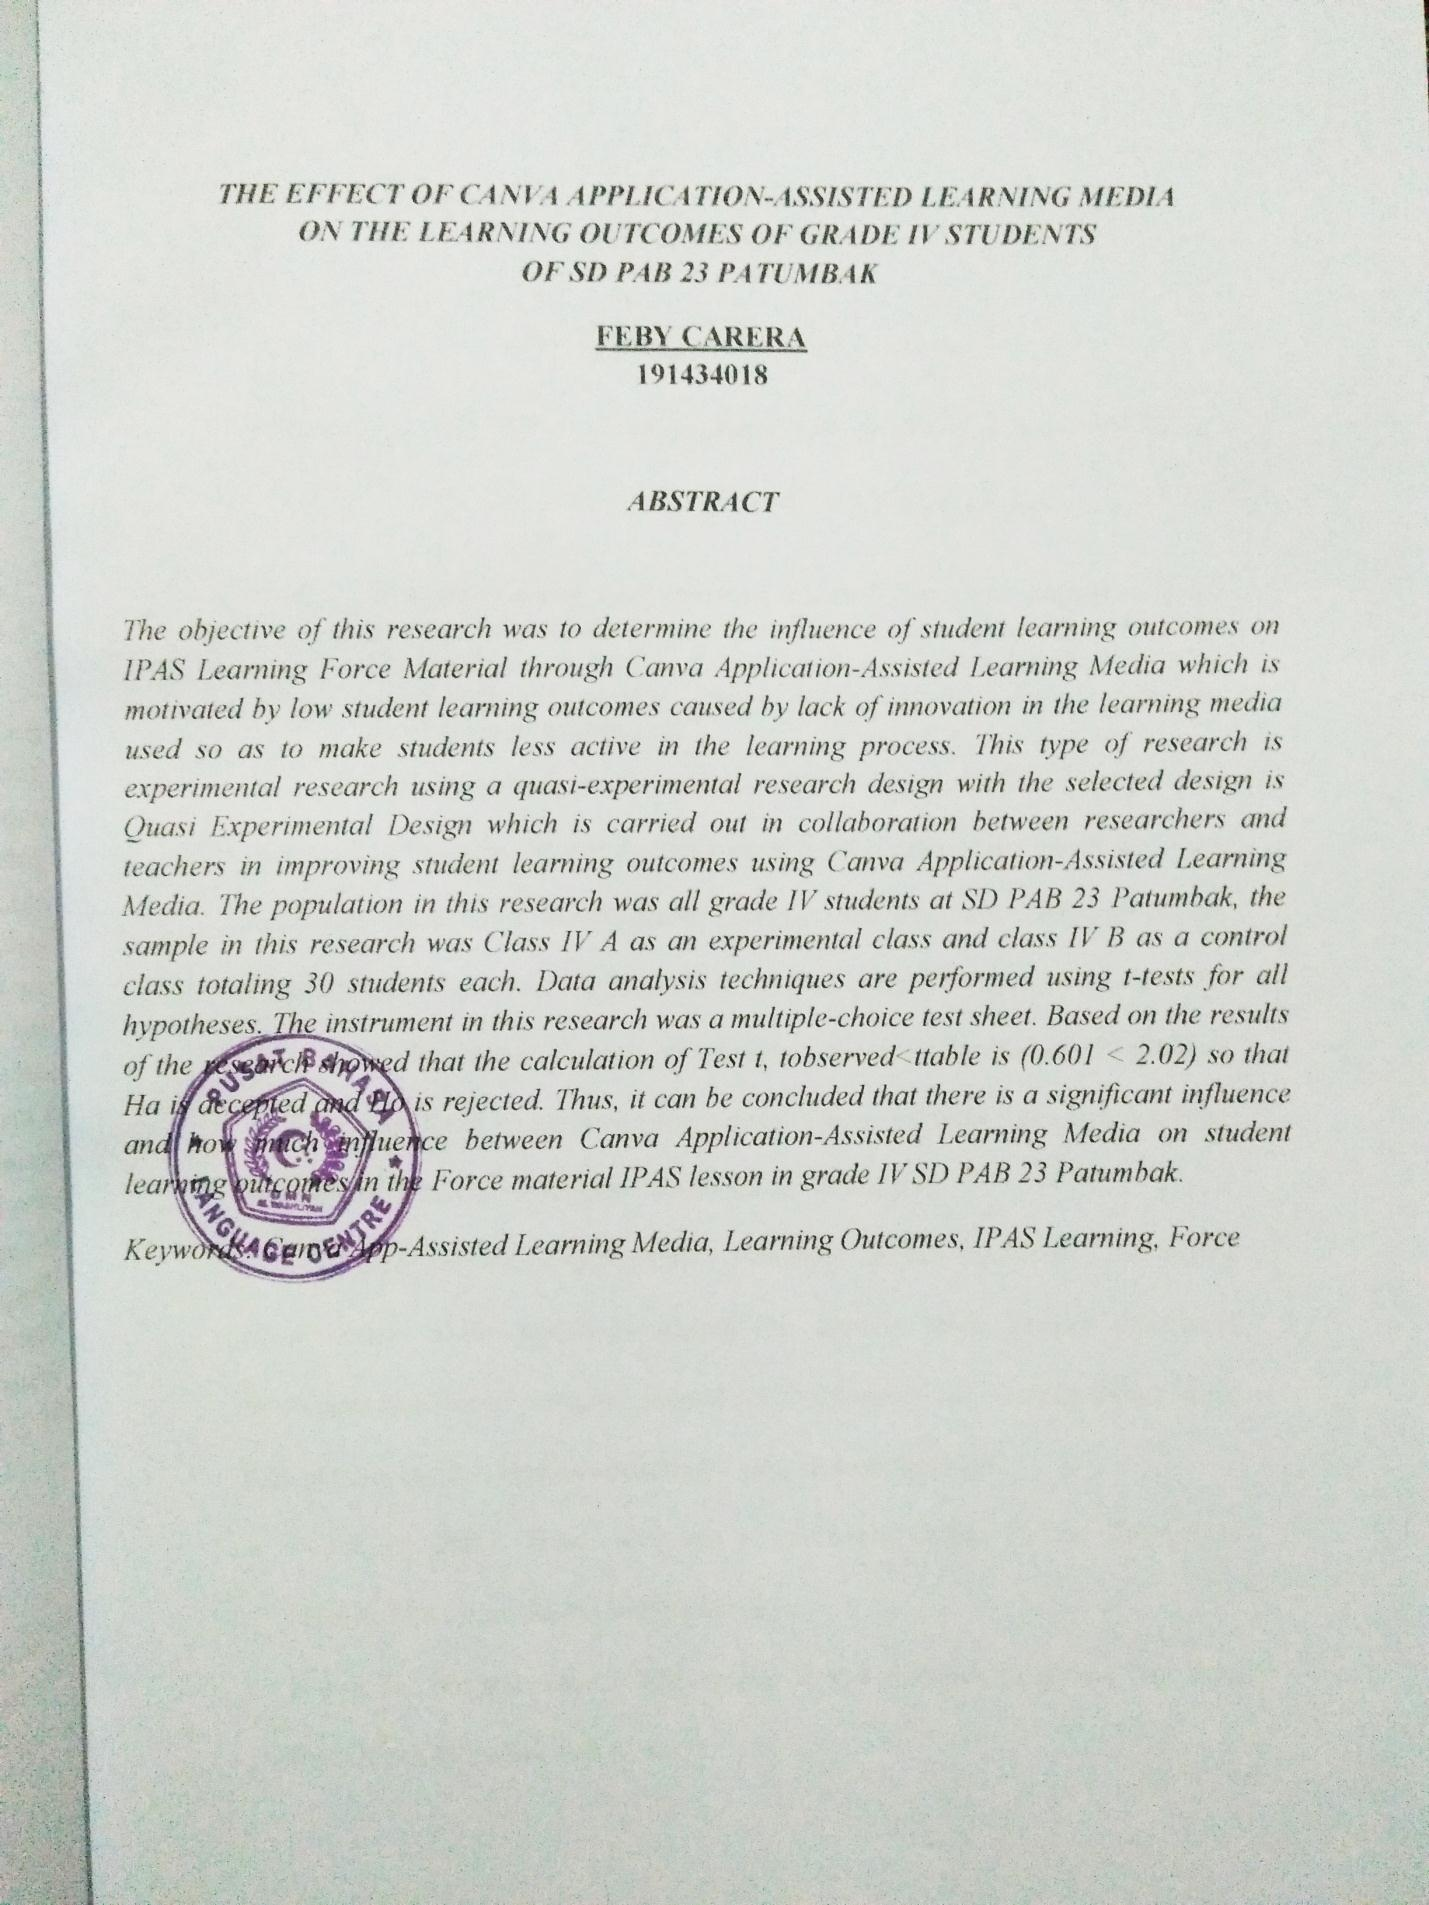 THE EFFECT OF CANVA APPLICATION-ASSISTED LEARNING MEDIA
ON THE LEARNING OUTCOMES OF GRADE IV STUDENTS
OF SD PAB 23 PATUMBAK
FEBY CARERA
191434018
ABSTRACT
The objective of this research was to determine the influence of student learning outcomes on
IPAS Learning Force Material through Canva Application-Assisted Learning Media which is
motivated by low student learning outcomes caused by lack of innovation in the learning media
used so as to make students less active in the learning process. This type of research is
experimental research using a quasi-experimental research design with the selected design is
Quasi Experimental Design which is carried out in collaboration between researchers and
teachers in improving student learning outcomes using Canva Application-Assisted Learning
Media. The population in this research was all grade IV students at SD PAB 23 Patumbak, the
sample in this research was Class IV A as an experimental class and class IV B as a control
class totaling 30 students each. Data analysis techniques are performed using t-tests for all
hypotheses. The instrument in this research was a multiple-choice test sheet. Based on the results
of the research showed that the calculation of Test t, tobserved<ttable is (0.601 < 2.02) so that
Ha is accepted and Ho is rejected. Thus, it can be concluded that there is a significant influence
and how much influence between Canva Application-Assisted Learning Media on student
learning outcomes in the Force material IPAS lesson in grade IV SD PAB 23 Patumbak.
Keywords: Canva App-Assisted Learning Media, Learning Outcomes, IPAS Learning, Force
PUSAT BAHASA
UMN
AL WASHLIYAH
LANGUAGE CENTRE